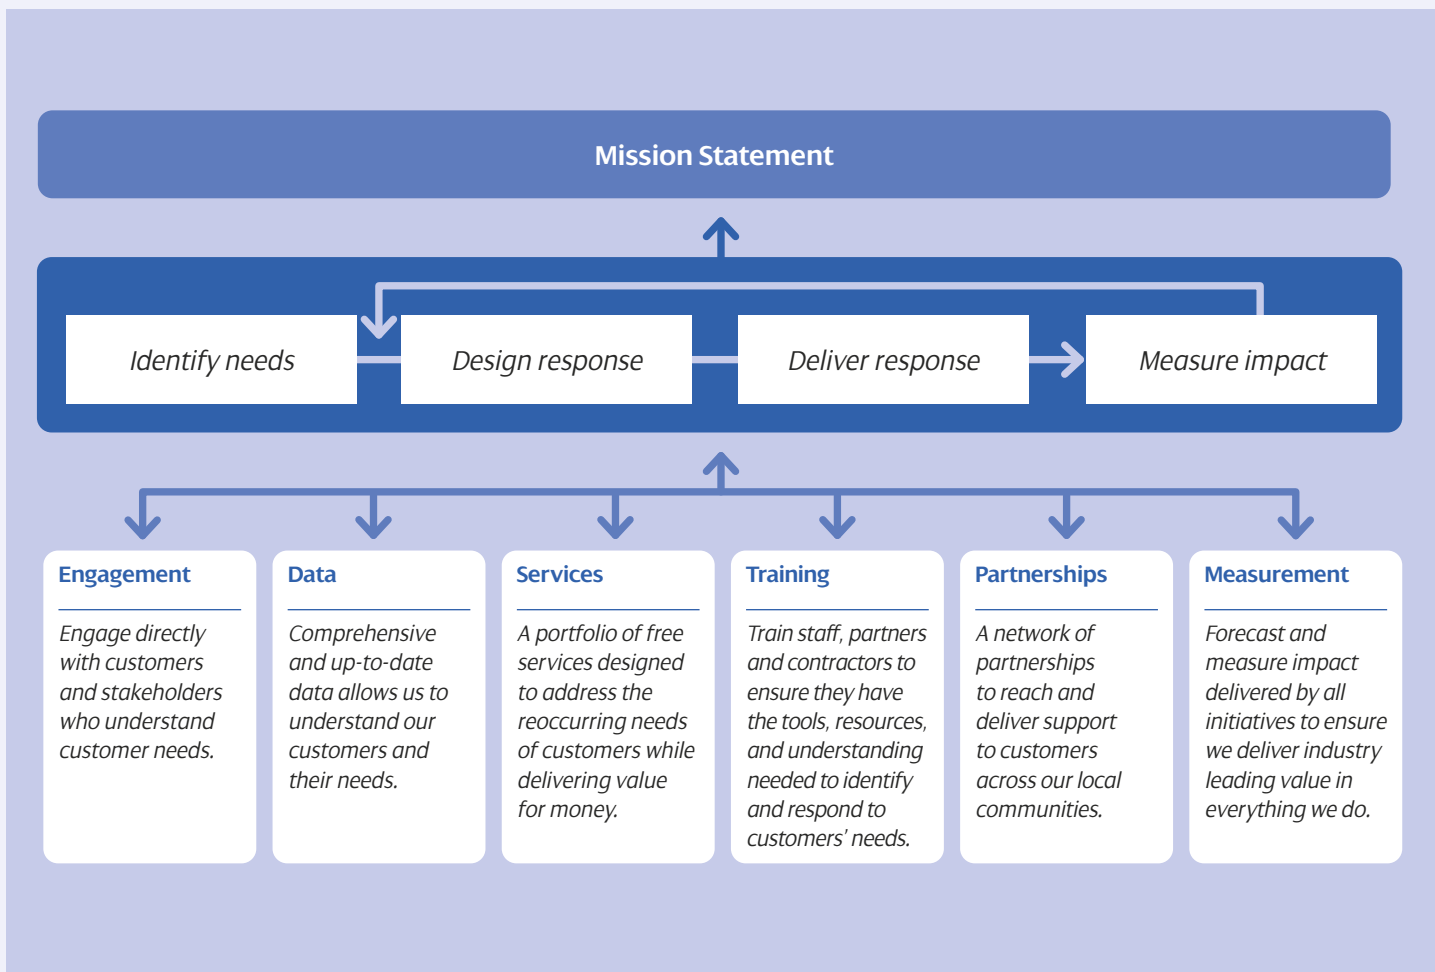 Mission Statement
Identify needs
Design response
Deliver response
Measure impact
Engagement
Engage directly
with customers
and stakeholders
who understand
customer needs.
Data
Comprehensive
and up-to-date
data allows us to
understand our
customers and
their needs.
Services
A portfolio of free
services designed
to address the
reoccurring needs
of customers while
delivering value
for money.
Training
Train staff, partners
and contractors to
ensure they have
the tools, resources,
and understanding
needed to identify
and respond to
customers’ needs.
Partnerships
A network of
partnerships
to reach and
deliver support
to customers
across our local
communities.
Measurement
Forecast and
measure impact
delivered by all
initiatives to ensure
we deliver industry
leading value in
everything we do.